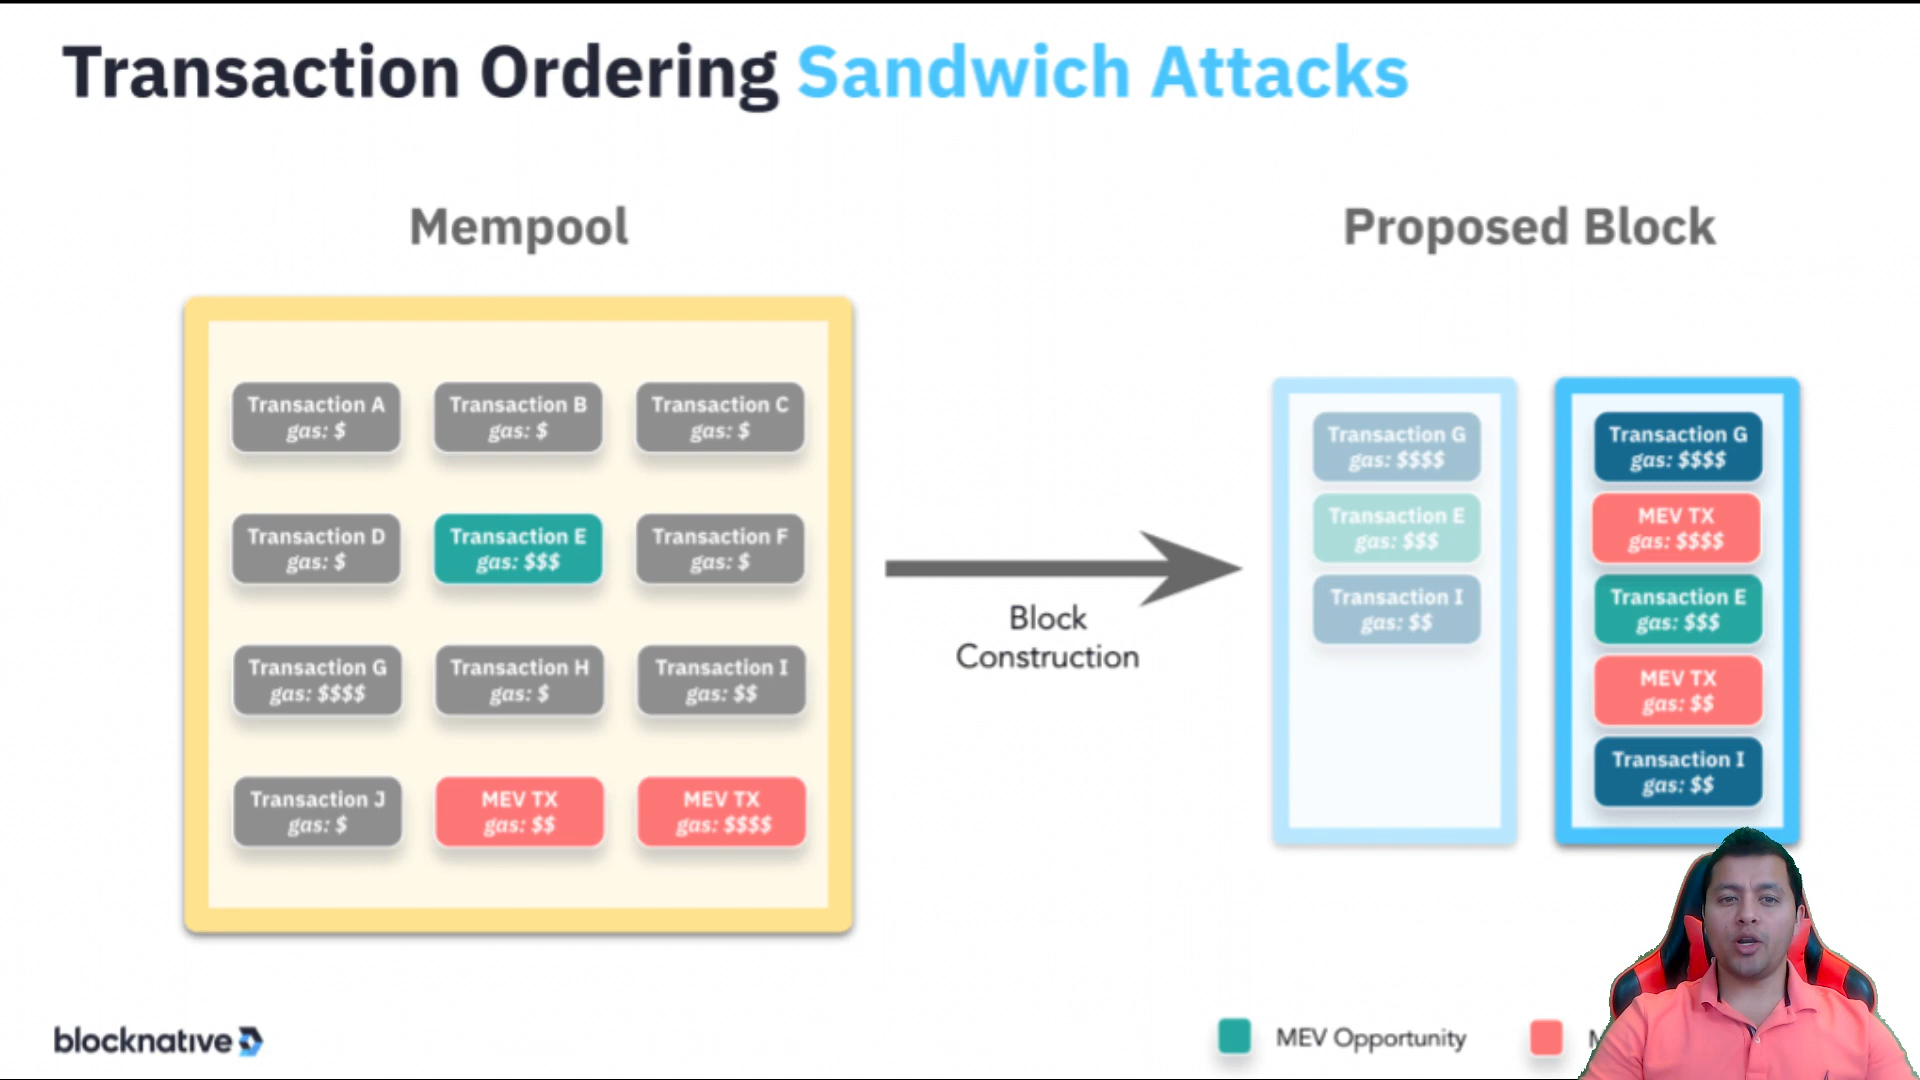 Transaction Ordering Sandwich Attacks
Mempool
Proposed Block
Transaction A
gas: $
Transaction B
gas: $
Transaction C
gas: $
Transaction D
gas: $
Transaction E
gas: $$$
Transaction F
gas: $
Transaction G
gas: $$$$
Transaction H
gas: $
Transaction I
gas: $$
Transaction J
gas: $
MEV TX
gas: $$
MEV TX
gas: $$$$
Block
Construction
Transaction G
gas: $$$$
Transaction E
gas: $$$
Transaction I
gas: $$
Transaction G
gas: $$$$
MEV TX
gas: $$$$
Transaction E
gas: $$$
MEV TX
gas: $$
Transaction I
gas: $$
blocknative
MEV Opportunity